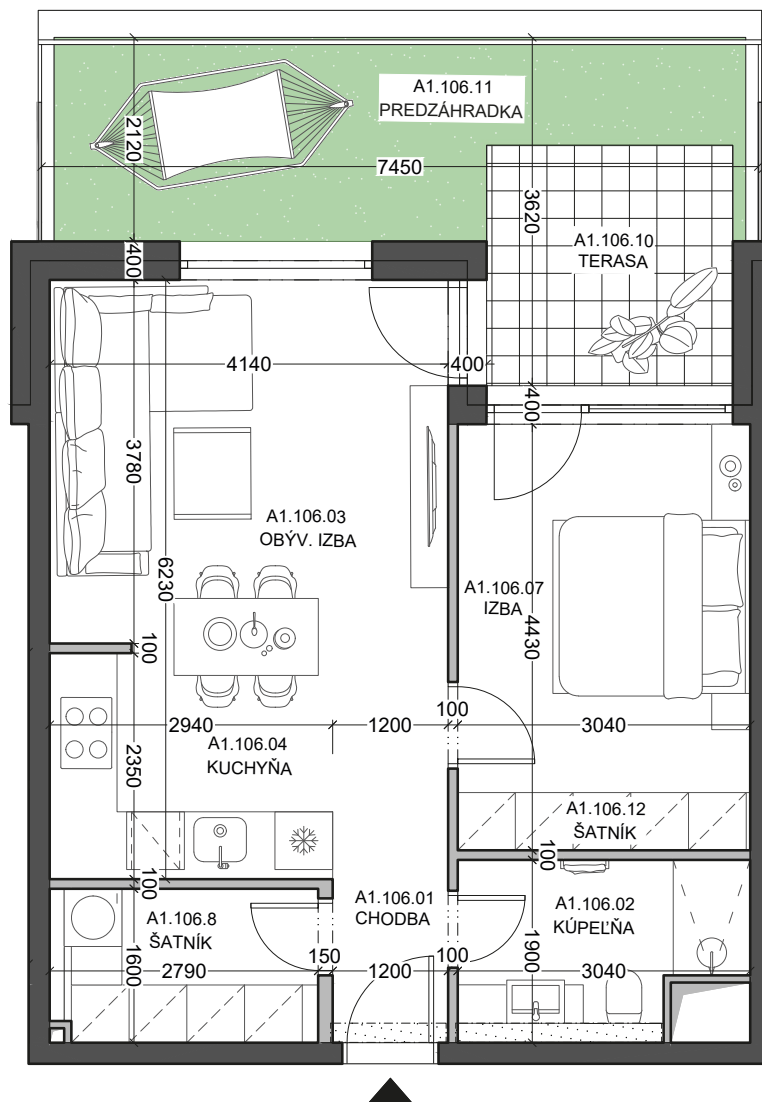 A1.106.11
PREDZÁHRADKA
2120
7450
3620
A1.106.10
TERASA
400
4140
400
400
3780
A1.106.03
OBÝV. IZBA
6230
A1.106.07
IZBA
4430
100
100
2940
1200
3040
A1.106.04
KUCHYŇA
2350
A1.106.12
ŠATNÍK
100
100
A1.106.01
CHODBA
A1.106.02
KÚPEĽŇA
A1.106.8
ŠATNÍK
1600
2790
150
1200
100
1900
3040